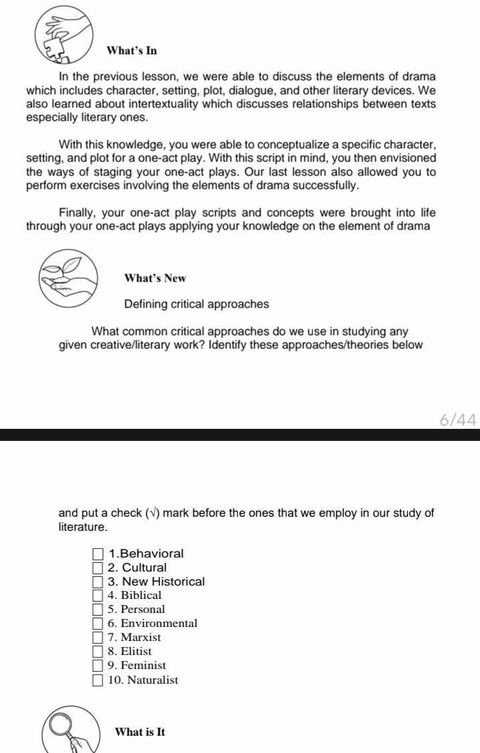 What's In
In the previous lesson, we were able to discuss the elements of drama
which includes character, setting, plot, dialogue, and other literary devices. We
also learned about intertextuality which discusses relationships between texts
especially literary ones.
With this knowledge, you were able to conceptualize a specific character,
setting, and plot for a one-act play. With this script in mind, you then envisioned
the ways of staging your one-act plays. Our last lesson also allowed you to
perform exercises involving the elements of drama successfully.
Finally, your one-act play scripts and concepts were brought into life
through your one-act plays applying your knowledge on the element of drama
What's New
Defining critical approaches
What common critical approaches do we use in studying any
given creative/literary work? Identify these approaches/theories below
6/44
and put a check (√) mark before the ones that we employ in our study of
literature.
1.Behavioral
2. Cultural
3. New Historical
4. Biblical
5. Personal
6. Environmental
7. Marxist
8. Elitist
9. Feminist
10. Naturalist
What is It